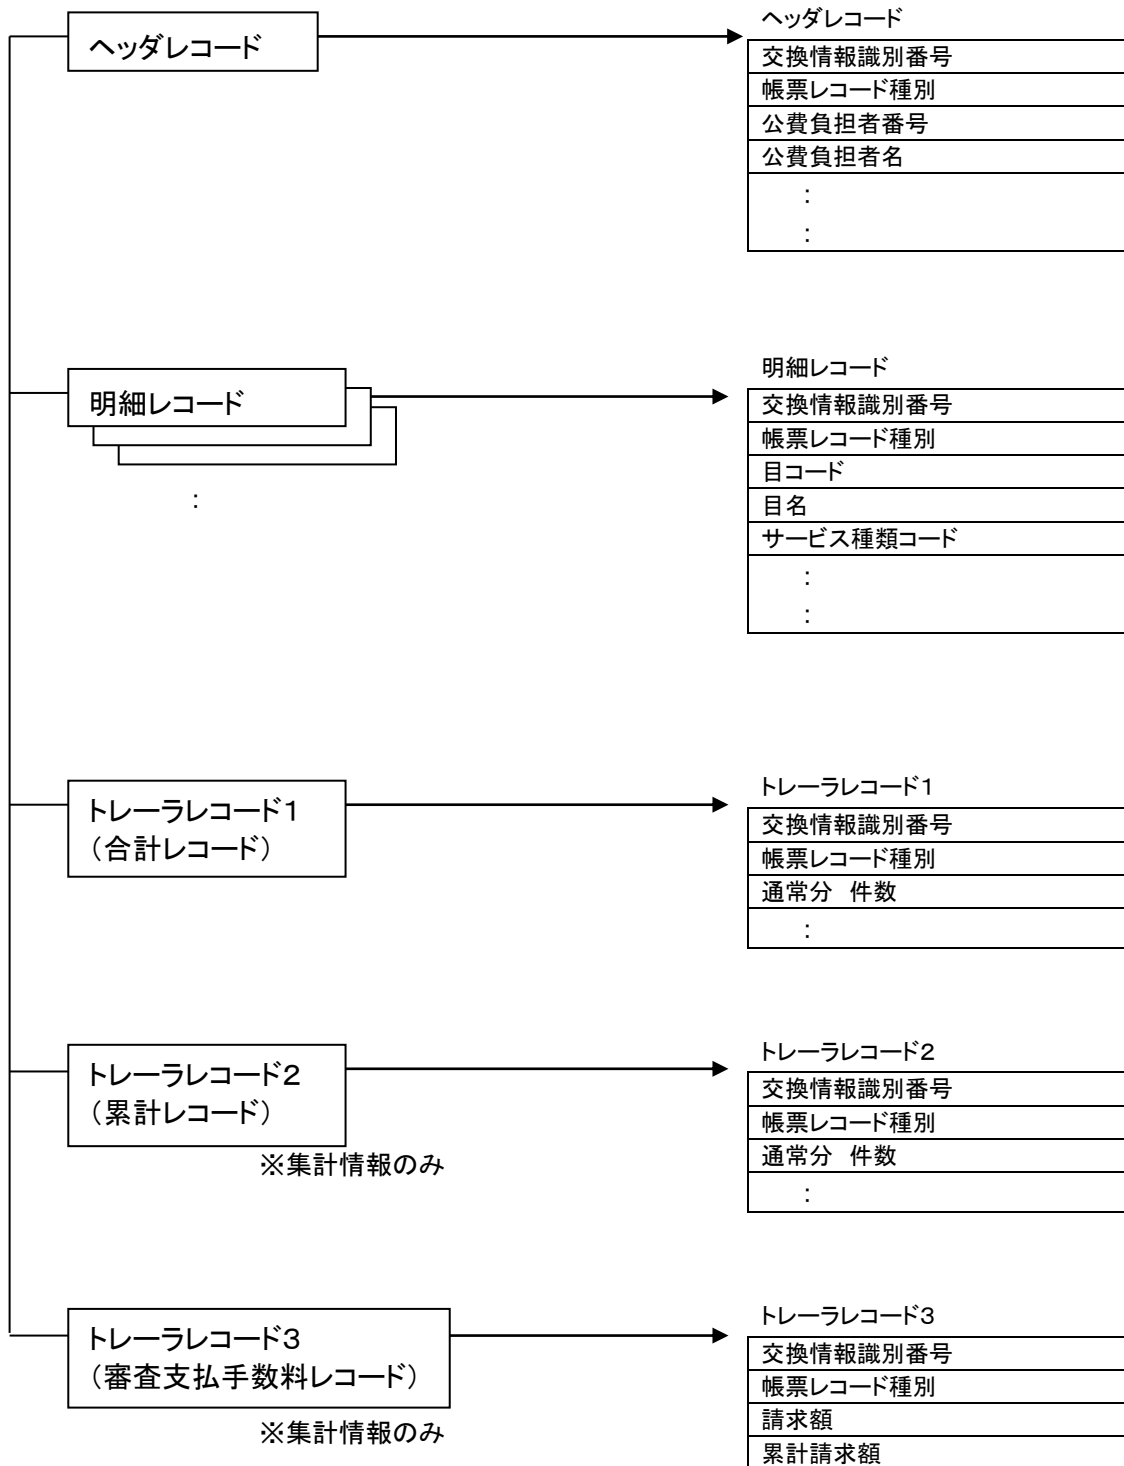 ヘッダレコード
ヘッダレコード
交換情報識別番号
帳票レコード種別
公費負担者番号
公費負担者名
：
：
明細レコード
：
明細レコード
交換情報識別番号
帳票レコード種別
目コード
目名
サービス種類コード
：
：
トレーラレコード１
（合計レコード）
トレーラレコード１
交換情報識別番号
帳票レコード種別
通常分　件数
：
トレーラレコード２
（累計レコード）
※集計情報のみ
トレーラレコード２
交換情報識別番号
帳票レコード種別
通常分　件数
：
トレーラレコード３
（審査支払手数料レコード）
※集計情報のみ
トレーラレコード３
交換情報識別番号
帳票レコード種別
請求額
累計請求額